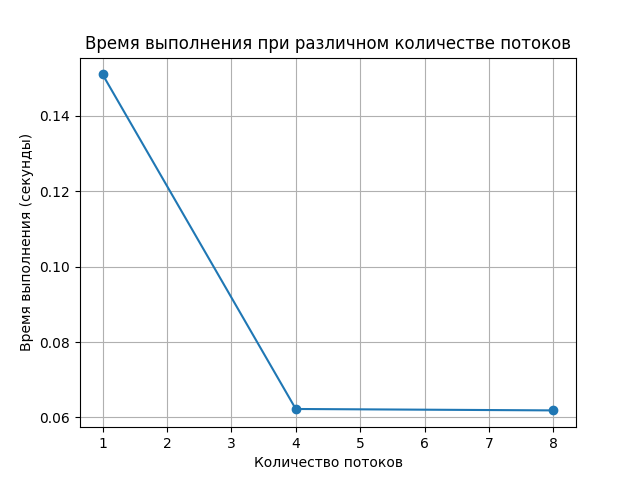 Время выполнения при различном количестве потоков
Время выполнения (секунды)
0.14
0.12
0.10
0.08
0.06
1 2 3 4 5 6 7 8
Количество потоков